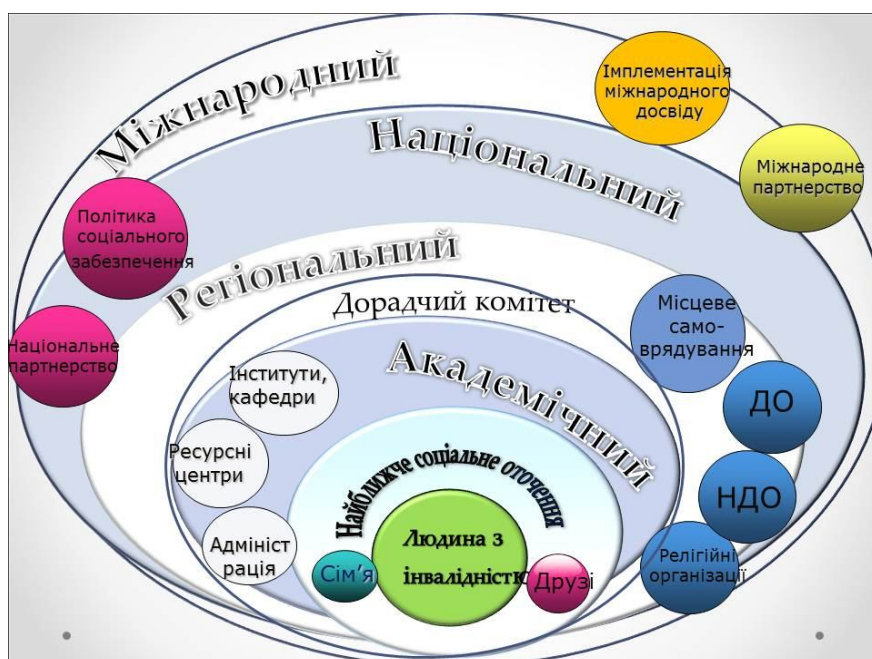 Міжнародний
Імплементація
міжнародного
досвіду
Національний
Міжнародне
партнерство
Політика
соціального
забезпечення
Регіональний
Дорадчий комітет
Місцеве
само-
врядування
Національне
партнерство
Академічний
Інститути,
кафедри
ДО
Ресурсні
центри
Найближче соціальне оточення
НДО
Адмініст
рація
Людина з
інвалідністю
Сім’я
Друзі
Релігійні
організації